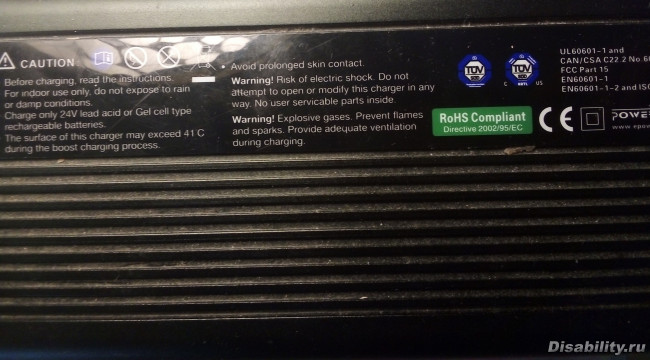 CAUTION
Before charging, read the instructions.
For indoor use only, do not expose to rain
or damp conditions.
Charge only 24V lead acid or Gel cell type
rechargeable batteries.
The surface of this charger may exceed 41°C
during the boost charging process.
• Avoid prolonged skin contact.
Warning! Risk of electric shock. Do not
attempt to open or modify this charger in any
way. No user servicable parts inside.
Warning! Explosive gases. Prevent flames
and sparks. Provide adequate ventilation
during charging.
TÜV
TÜV
C US
RoHS Compliant
Directive 2002/95/EC
CE
UL60601-1 and
CAN/CSA C22.2 No.60
FCC Part 15
EN60601-1
EN60601-1-2 and ISO
POWER
Disability.ru